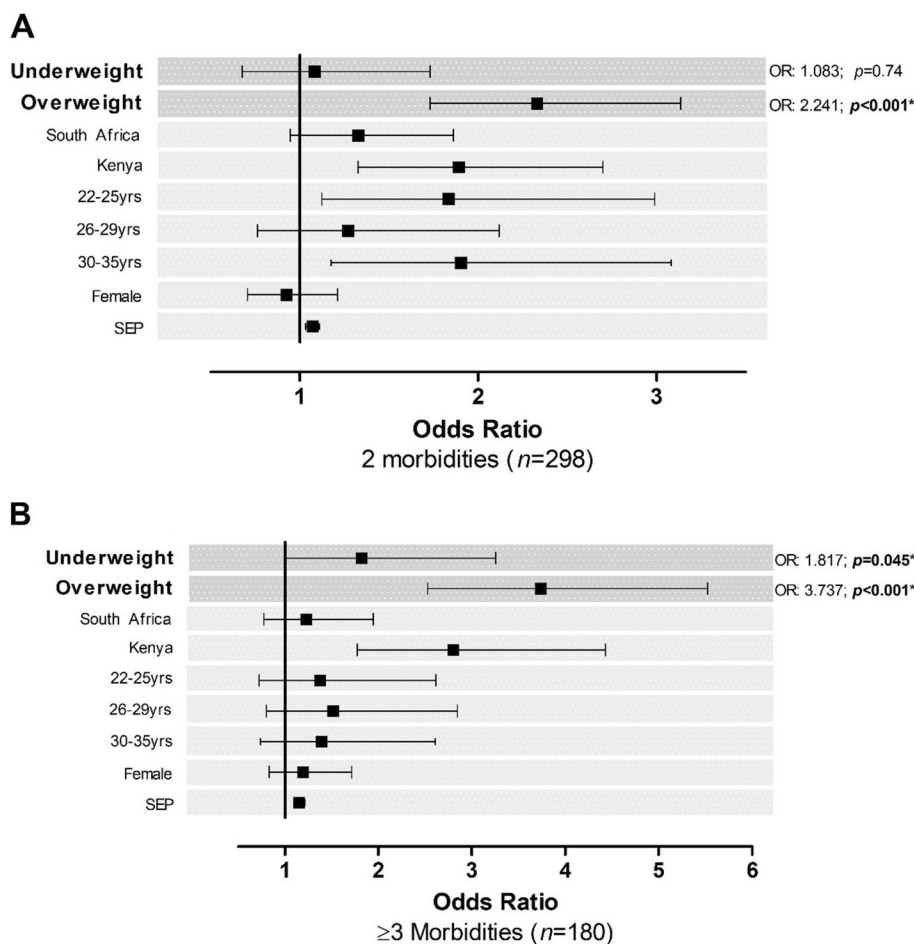 A
Underweight OR: 1.083; p=0.74
Overweight OR: 2.241; p<0.001*
South Africa
Kenya
22-25yrs
26-29yrs
30-35yrs
Female
SEP
1 2 3
Odds Ratio
2 morbidities (n=298)
B
Underweight OR: 1.817; p=0.045*
Overweight OR: 3.737; p<0.001*
South Africa
Kenya
22-25yrs
26-29yrs
30-35yrs
Female
SEP
1 2 3 4 5 6
Odds Ratio
≥3 Morbidities (n=180)